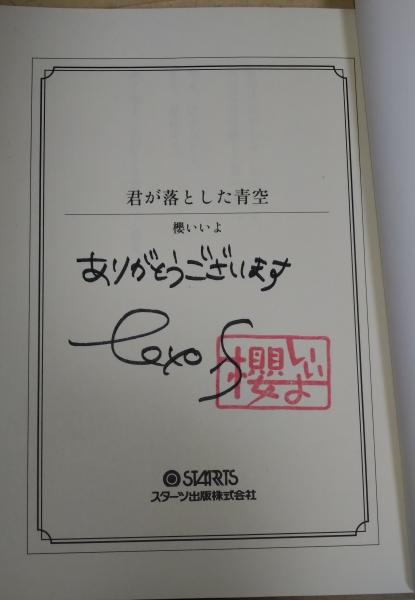 君が落とした青空
櫻いいよ
ありがとうございます
櫻いいよ
STARTS
スターツ出版株式会社